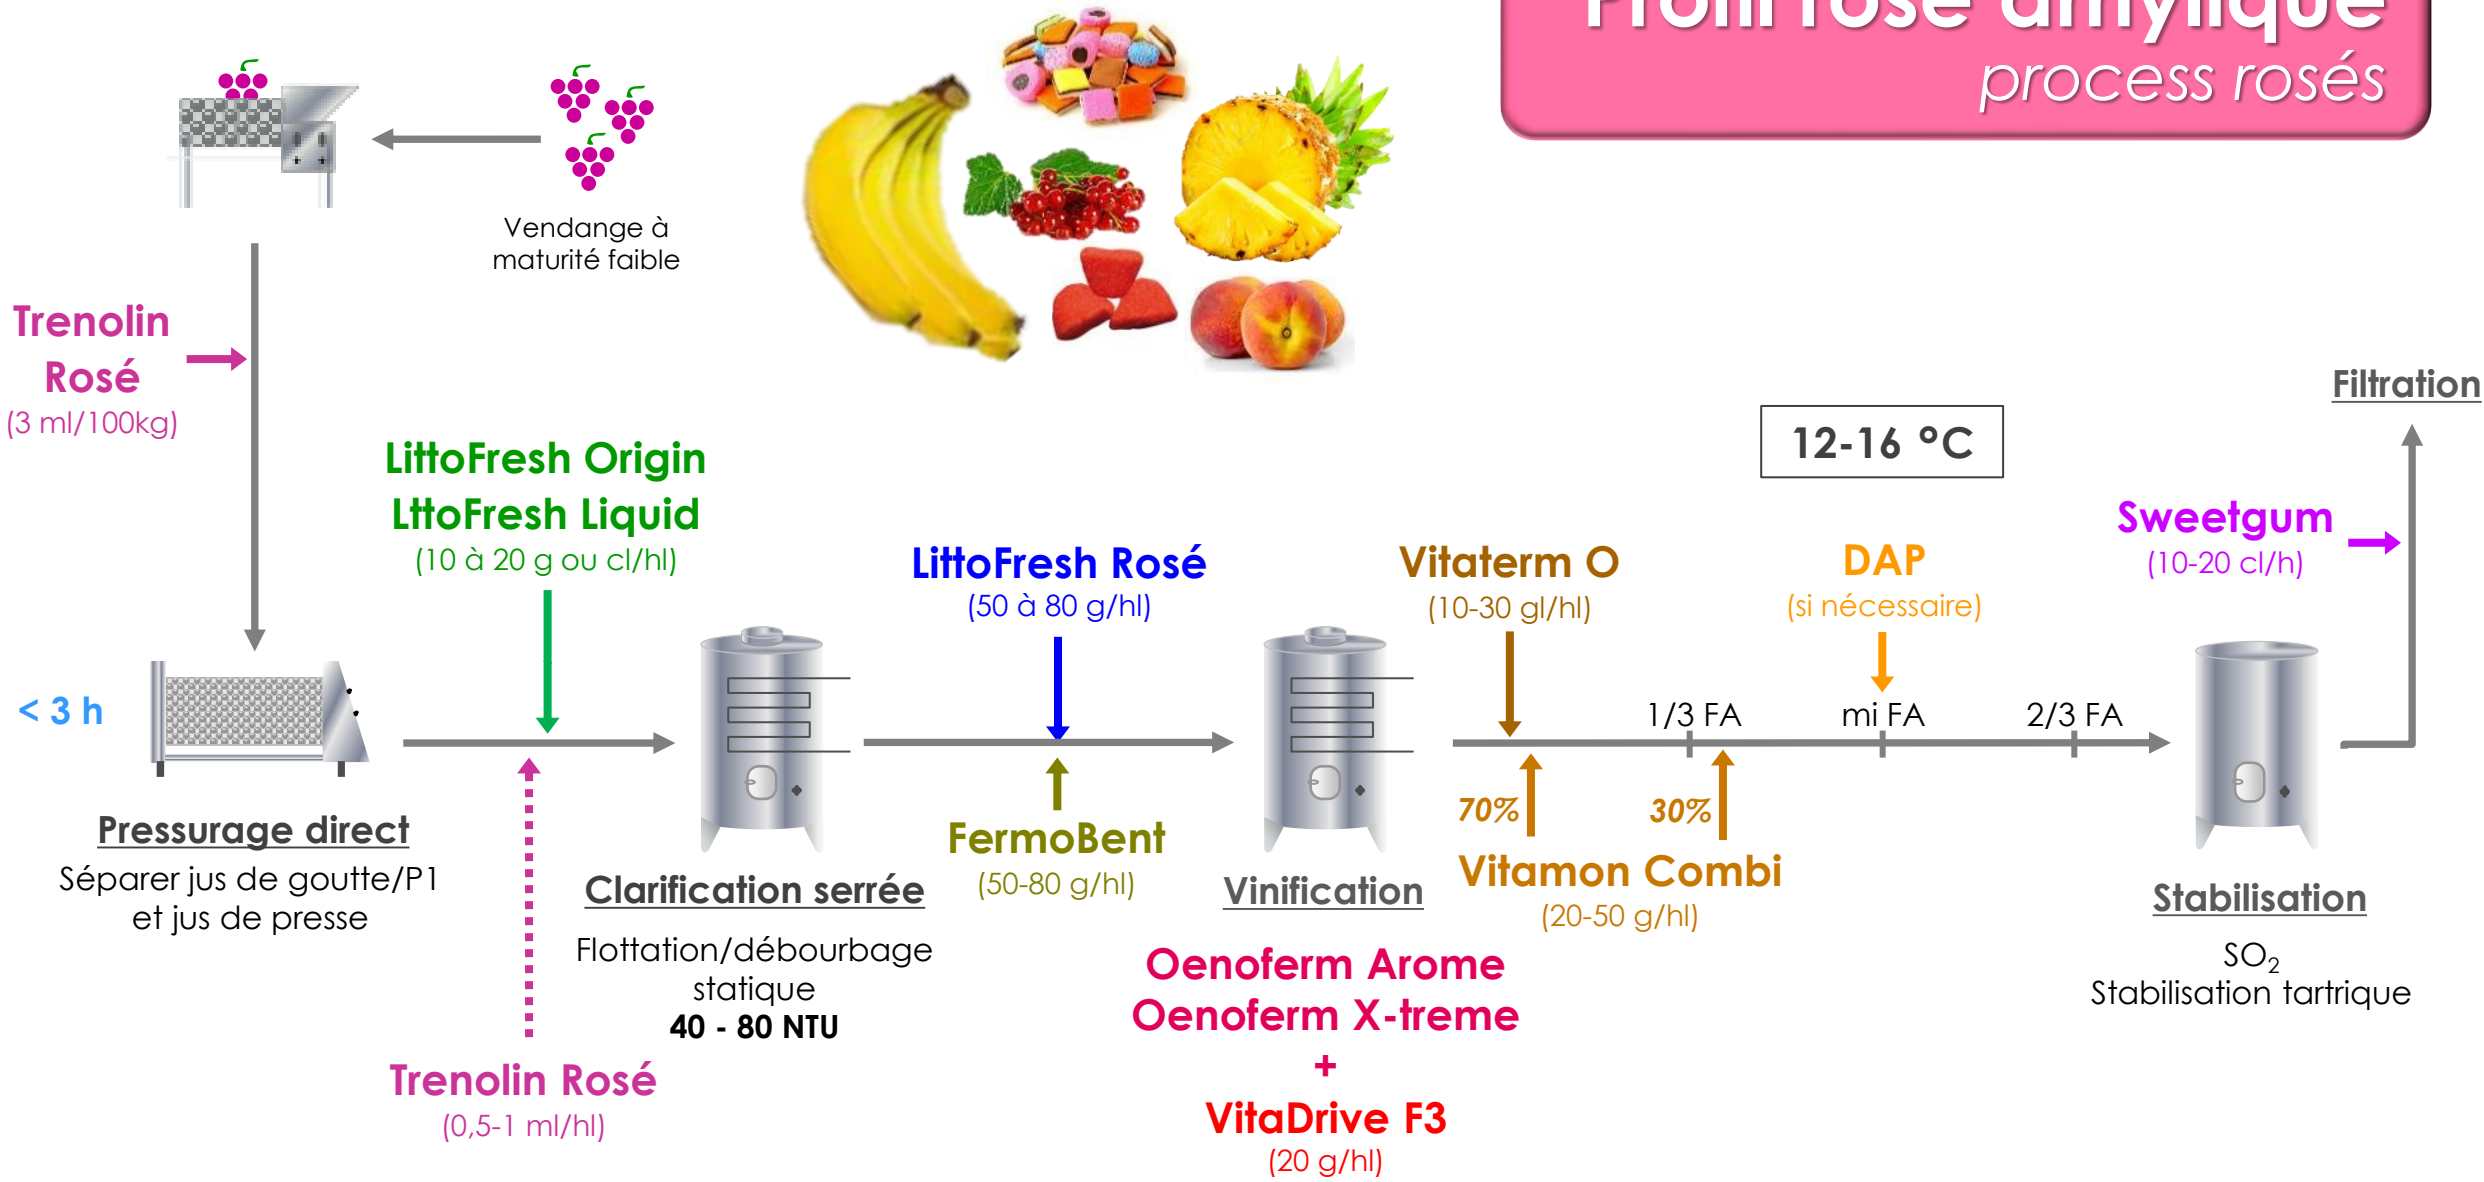 Profil rosé amylique
process rosés
Vendange à
maturité faible
Trenolin
Rosé
(3 ml/100kg)
Filtration
12-16 °C
LittoFresh Origin
LttoFresh Liquid
(10 à 20 g ou cl/hl)
LittoFresh Rosé
(50 à 80 g/hl)
Vitaterm O
(10-30 gl/hl)
DAP
(si nécessaire)
Sweetgum
(10-20 cl/h)
< 3 h
1/3 FA
mi FA
2/3 FA
70%
30%
Pressurage direct
Séparer jus de goutte/P1
et jus de presse
Clarification serrée
Flottation/débourbage
statique
40 - 80 NTU
FermoBent
(50-80 g/hl)
Vinification
Vitamon Combi
(20-50 g/hl)
Stabilisation
SO₂
Stabilisation tartrique
Oenoferm Arome
Oenoferm X-treme
+
VitaDrive F3
(20 g/hl)
Trenolin Rosé
(0,5-1 ml/hl)